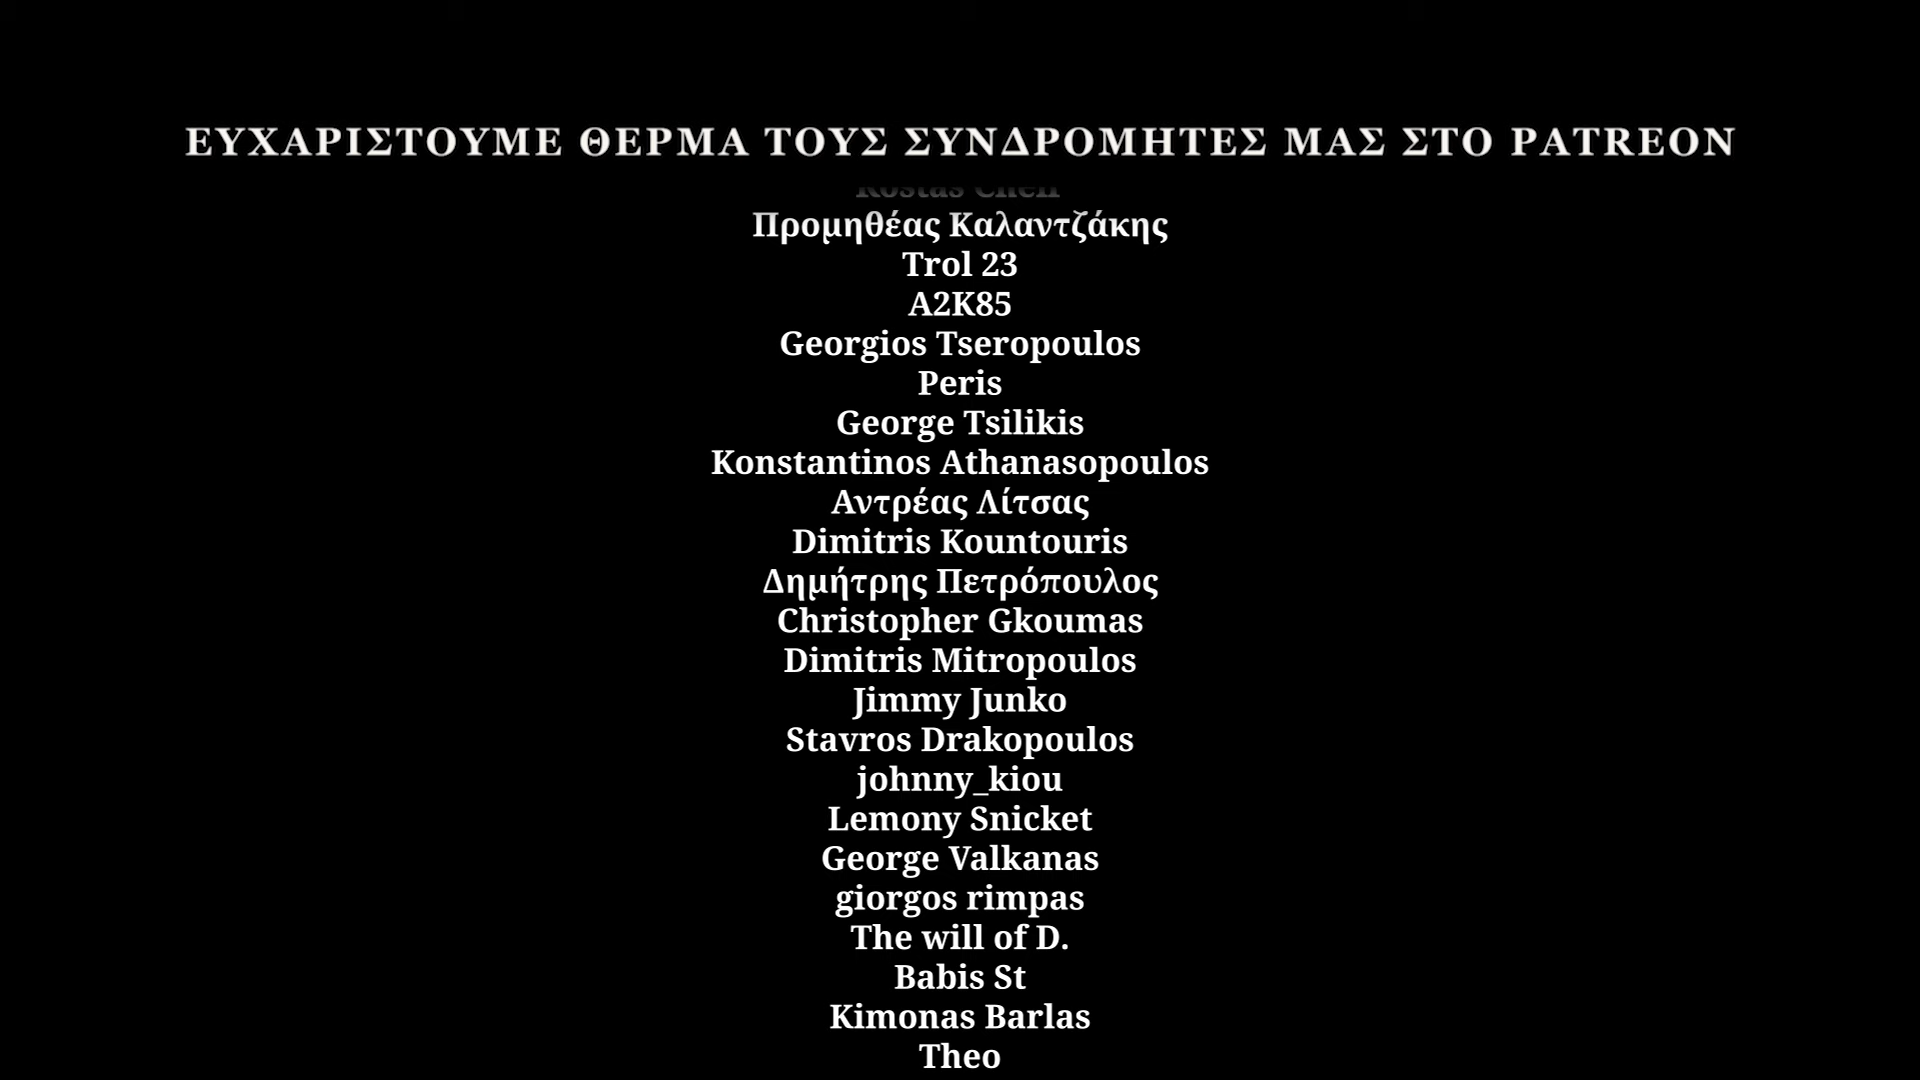 ΕΥΧΑΡΙΣΤΟΥΜΕ ΘΕΡΜΑ ΤΟΥΣ ΣΥΝΔΡΟΜΗΤΕΣ ΜΑΣ ΣΤΟ PATREON
Kostas
Προμηθέας Καλαντζάκης
Trol 23
A2K85
Georgios Tseropoulos
Peris
George Tsilikis
Konstantinos Athanasopoulos
Αντρέας Λίτσας
Dimitris Kountouris
Δημήτρης Πετρόπουλος
Christopher Gkoumas
Dimitris Mitropoulos
Jimmy Junko
Stavros Drakopoulos
johnny_kiou
Lemony Snicket
George Valkanas
giorgos rimpas
The will of D.
Babis St
Kimonas Barlas
Theo